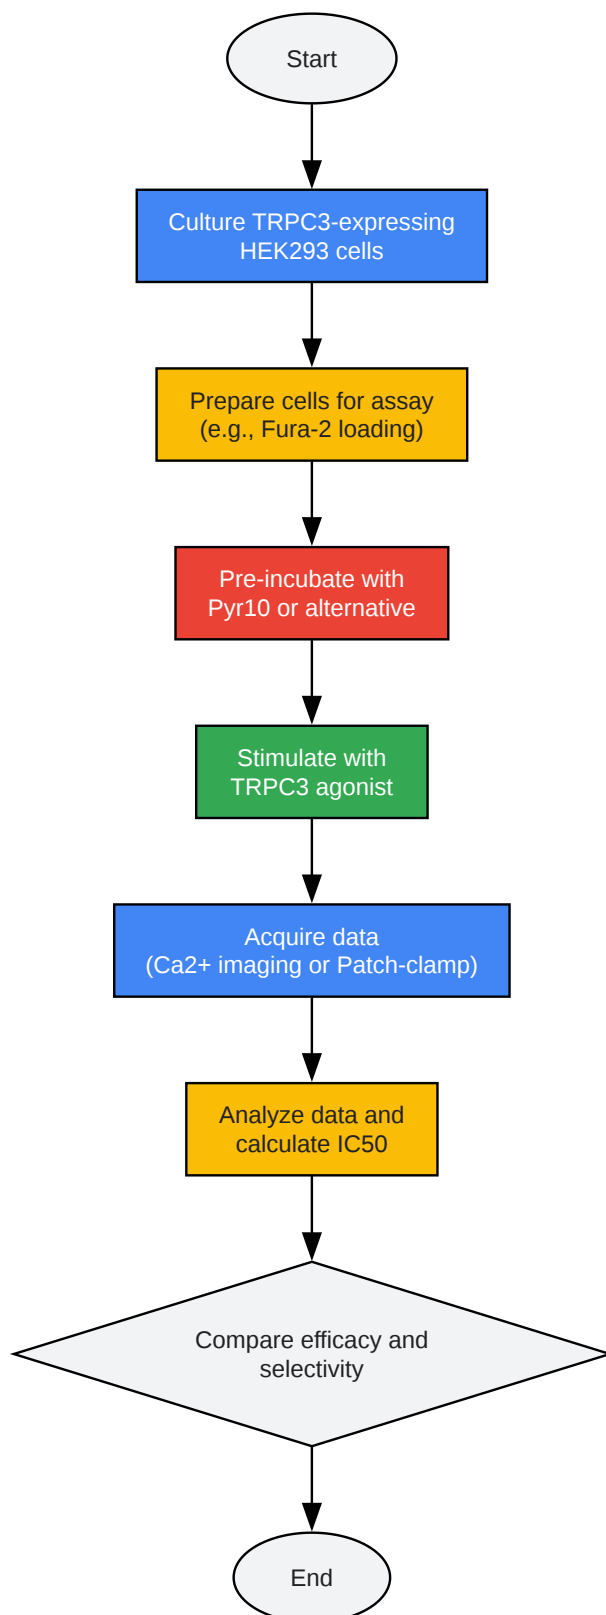 Start
Culture TRPC3-expressing
HEK293 cells
Prepare cells for assay
(e.g., Fura-2 loading)
Pre-incubate with
Pyr10 or alternative
Stimulate with
TRPC3 agonist
Acquire data
(Ca2+ imaging or Patch-clamp)
Analyze data and
calculate IC50
Compare efficacy and
selectivity
End